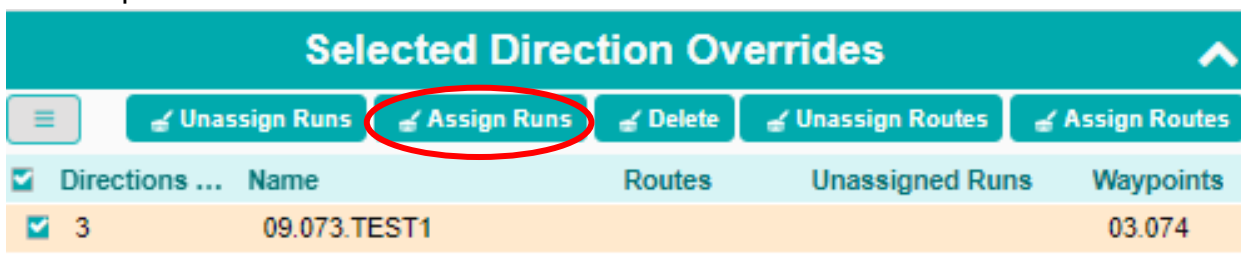 Selected Direction Overrides
Unassign Runs Assign Runs Delete Unassign Routes Assign Routes
Directions ... Name Routes Unassigned Runs Waypoints
3 09.073.TEST1 03.074